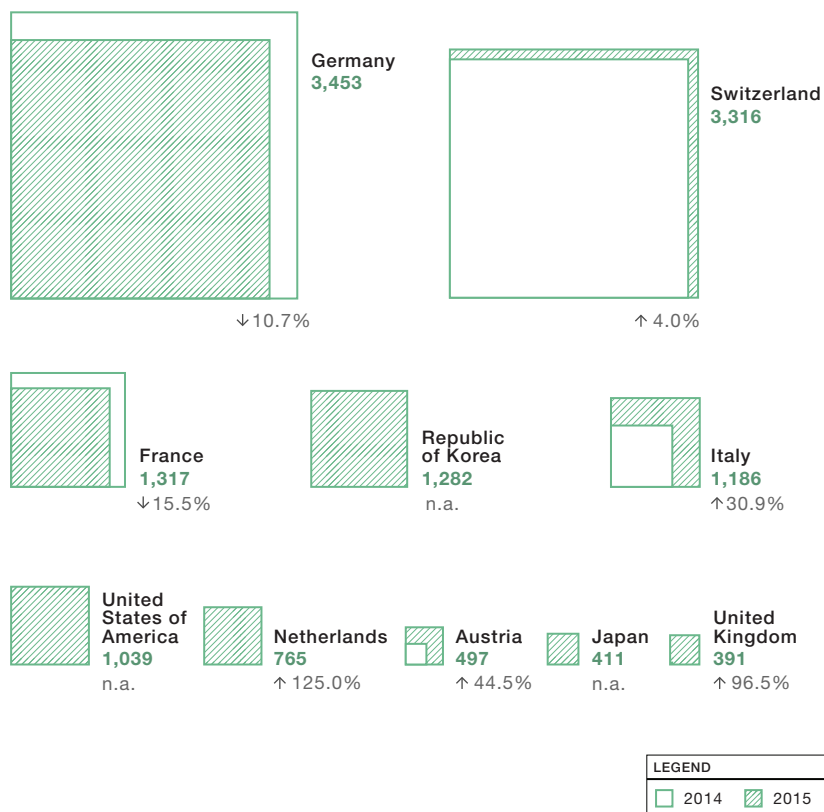 Germany
3,453
↓10.7%
Switzerland
3,316
↑ 4.0%
France
1,317
↓15.5%
Republic
of Korea
1,282
n.a.
Italy
1,186
↑30.9%
United
States of
America
1,039
n.a.
Netherlands
765
↑ 125.0%
Austria
497
↑ 44.5%
Japan
411
n.a.
United
Kingdom
391
↑ 96.5%
LEGEND
2014 2015